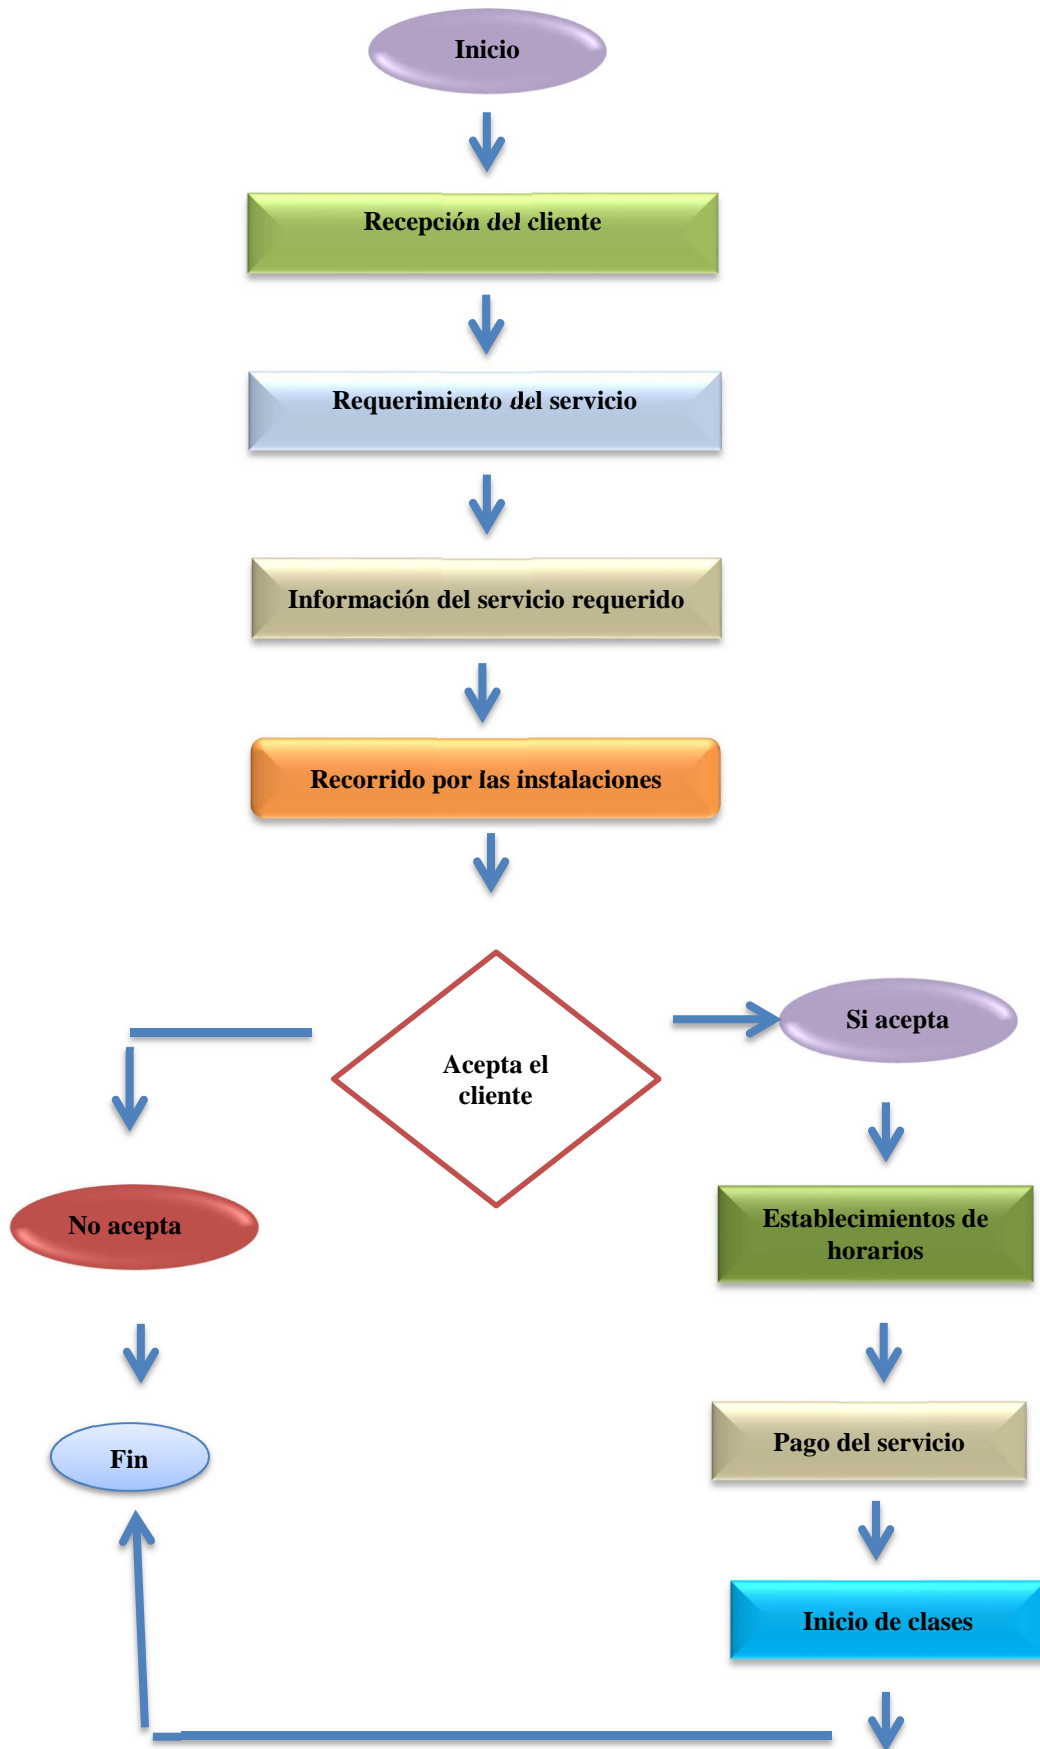 Inicio
Recepción del cliente
Requerimiento del servicio
Información del servicio requerido
Recorrido por las instalaciones
Acepta el
cliente
Si acepta
No acepta
Establecimientos de
horarios
Pago del servicio
Fin
Inicio de clases